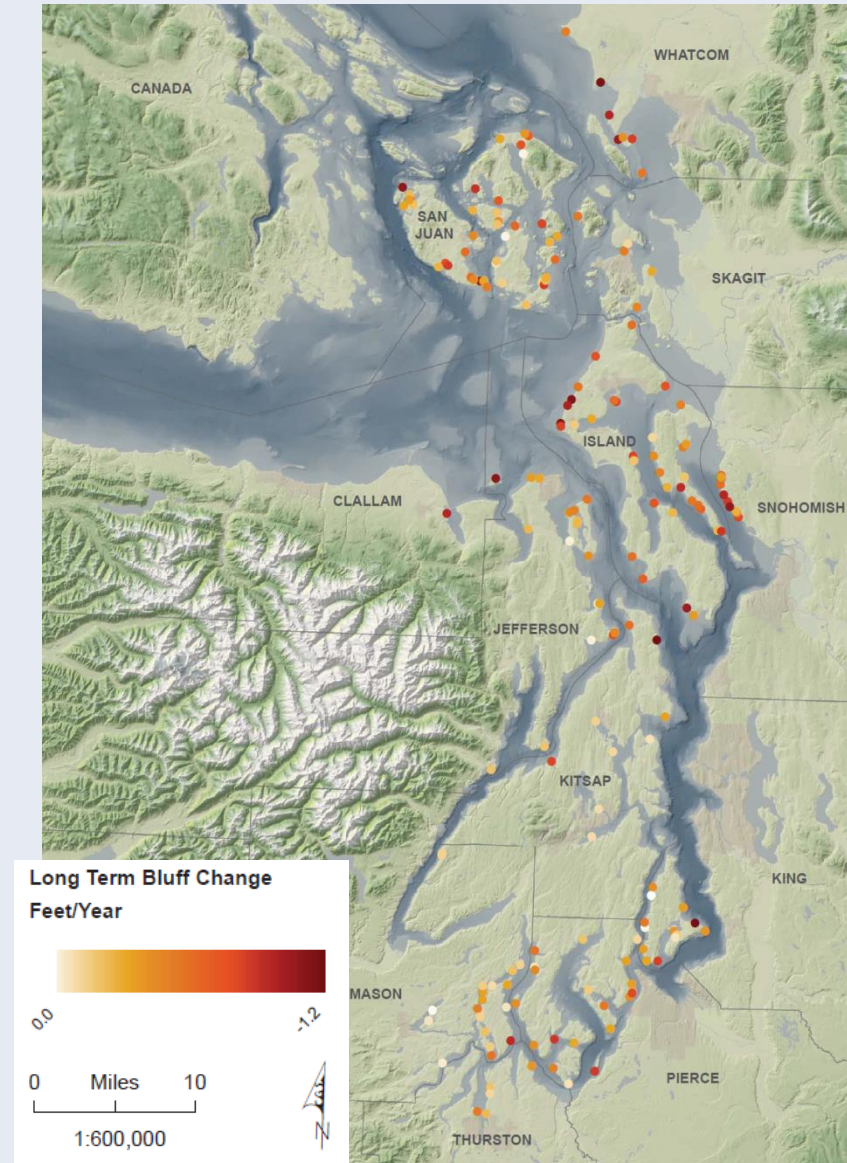 WHATCOM
CANADA
SAN
JUAN
SKAGIT
ISLAND
CLALLAM
SNOHOMISH
JEFFERSON
KITSAP
KING
MASON
PIERCE
THURSTON
Long Term Bluff Change
Feet/Year
0.0
-1.2
0 Miles 10
1:600,000
N